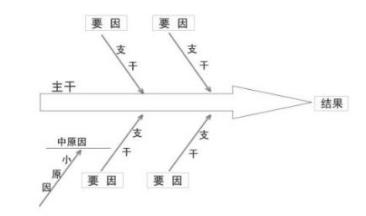 要 因
要 因
支
干
支
干
主干
结果
中原因
小
原
因
支
干
支
干
要 因
要 因